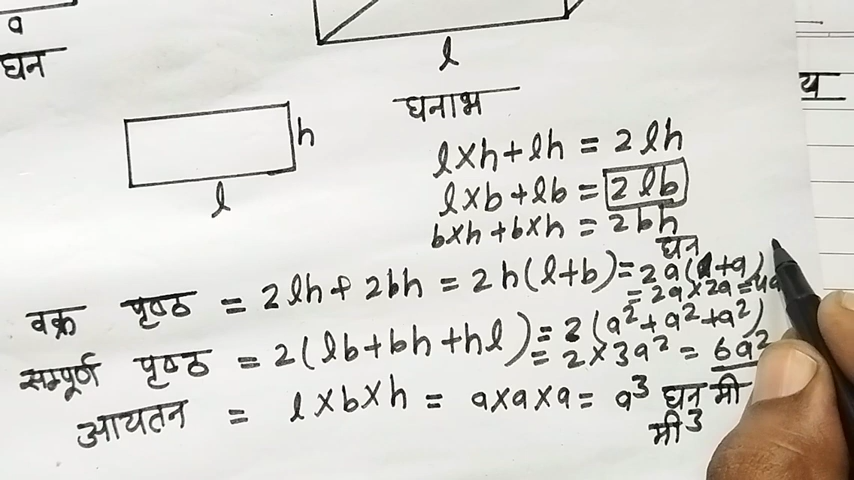 a
घन
l
घनाभ
h
l
l×h+lh = 2lh
l×b+lb = 2lb
b×h+b×h = 2bh
घन
वक्र पृष्ठ = 2lh+2bh = 2h(l+b) = 2a(a+a)
= 2a×2a = 4a
सम्पूर्ण पृष्ठ = 2(lb+bh+hl) = 2(a²+a²+a²)
= 2×3a² = 6a²
आयतन = l×b×h = a×a×a = a³ घन मी
मी³
य